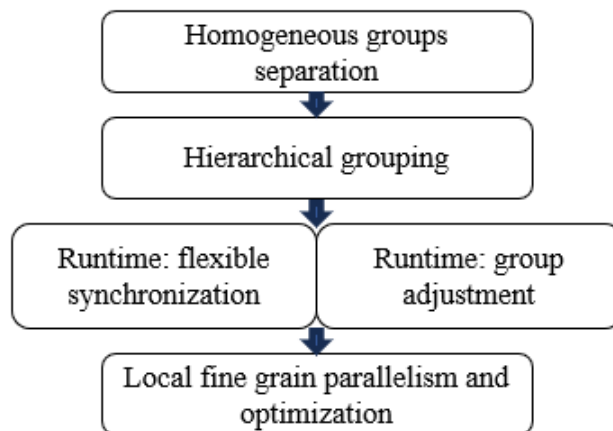 Homogeneous groups
separation
Hierarchical grouping
Runtime: flexible
synchronization
Runtime: group
adjustment
Local fine grain parallelism and
optimization